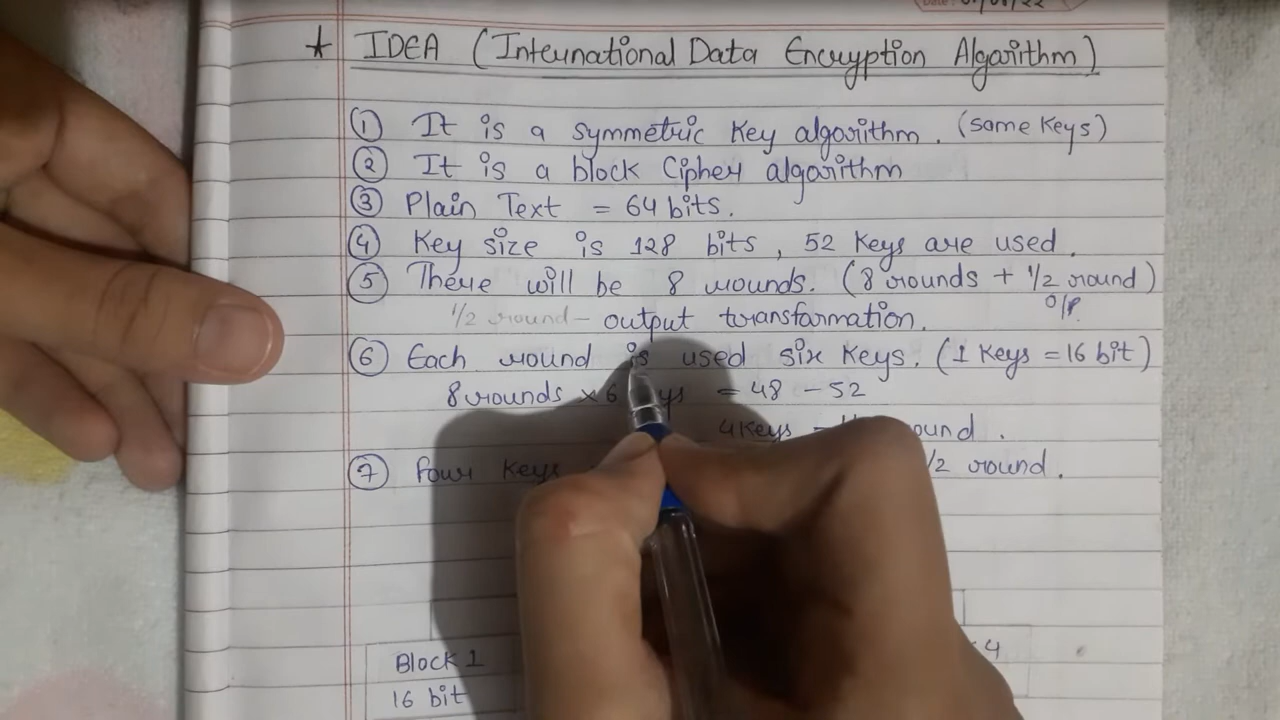 ★ IDEA (International Data Encryption Algorithm)
① It is a symmetric key algorithm. (same keys)
② It is a block Cipher algorithm
③ Plain Text = 64 bits.
④ Key size is 128 bits, 52 keys are used.
⑤ There will be 8 rounds. (8 rounds + 1/2 round)
O/P.
1/2 round - output transformation.
⑥ Each round is used six keys. (1 keys = 16 bit)
8 rounds × 6 = 48 - 52
4 keys
⑦ four keys 1/2 round.
Block 1 4
16 bit